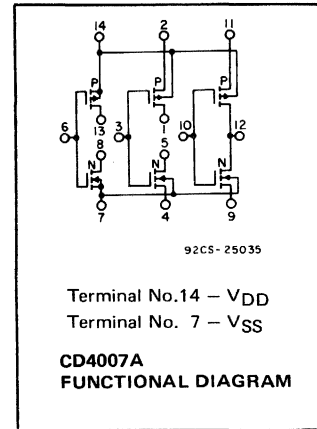 14 2 11
P P P
13 1
6 3 10 12
8 5
N N N
7 4 9
92CS-25035
Terminal No.14 – VDD
Terminal No. 7 – VSS
CD4007A
FUNCTIONAL DIAGRAM